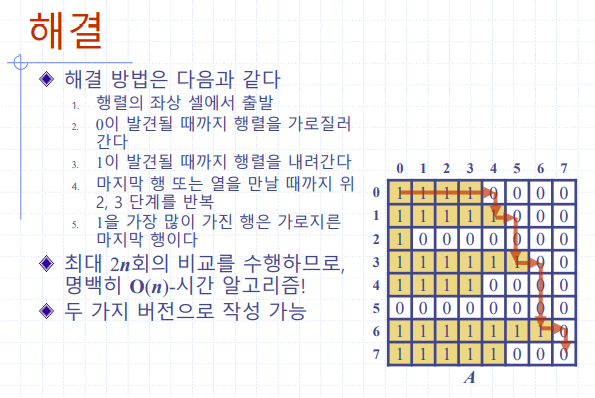 해결
해결 방법은 다음과 같다
1. 행렬의 좌상 셀에서 출발
2. 0이 발견될 때까지 행렬을 가로질러
간다
3. 1이 발견될 때까지 행렬을 내려간다
4. 마지막 행 또는 열을 만날 때까지 위
2, 3 단계를 반복
5. 1을 가장 많이 가진 행은 가로지른
마지막 행이다
최대 2n회의 비교를 수행하므로,
명백히 O(n)-시간 알고리즘!
두 가지 버전으로 작성 가능
0 1 2 3 4 5 6 7
0 1 1 1 1 0 0 0 0
1 1 1 1 1 1 0 0 0
2 1 0 0 0 0 0 0 0
3 1 1 1 1 1 1 0 0
4 1 1 1 1 0 0 0 0
5 0 0 0 0 0 0 0 0
6 1 1 1 1 1 1 1 0
7 1 1 1 1 1 0 0 0
A